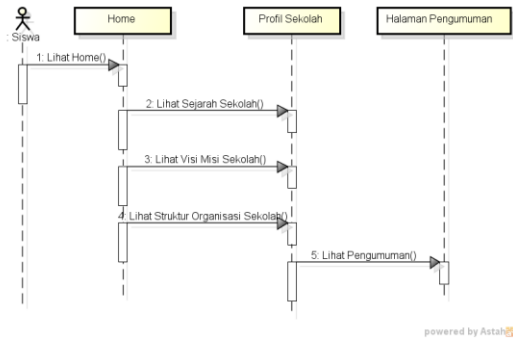 Home
Profil Sekolah
Halaman Pengumuman
: Siswa
1: Lihat Home()
2: Lihat Sejarah Sekolah()
3: Lihat Visi Misi Sekolah()
4: Lihat Struktur Organisasi Sekolah()
5: Lihat Pengumuman()
powered by Astah